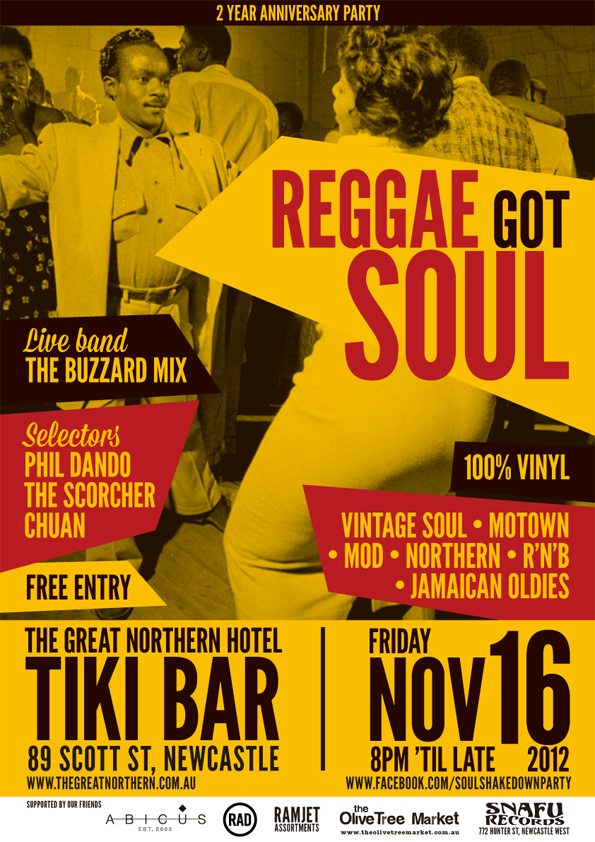 2 YEAR ANNIVERSARY PARTY
REGGAE GOT
SOUL
Live band
THE BUZZARD MIX
Selectors
PHIL DANDO
THE SCORCHER
CHUAN
FREE ENTRY
100% VINYL
VINTAGE SOUL • MOTOWN
• MOD • NORTHERN • R'N'B
• JAMAICAN OLDIES
THE GREAT NORTHERN HOTEL
TIKI BAR
89 SCOTT ST, NEWCASTLE
WWW.THEGREATNORTHERN.COM.AU
FRIDAY
NOV 16
8PM 'TIL LATE 2012
WWW.FACEBOOK.COM/SOULSHAKEDOWNPARTY
SUPPORTED BY OUR FRIENDS
ABICUS
EST. 2000
RAD
RAMJET
ASSORTMENTS
the
OliveTree Market
www.theolivetreemarket.com.au
SNAFU
RECORDS
772 HUNTER ST, NEWCASTLE WEST